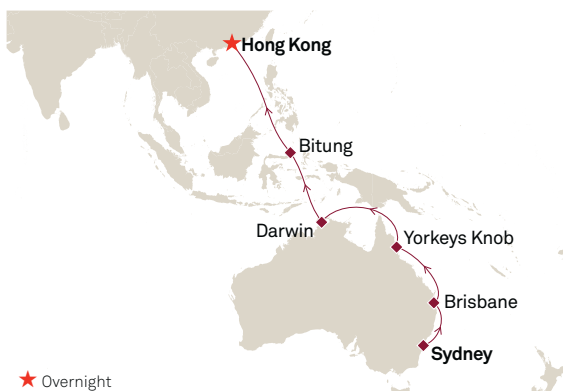 Hong Kong
Bitung
Darwin
Yorkeys Knob
Brisbane
Sydney
Overnight